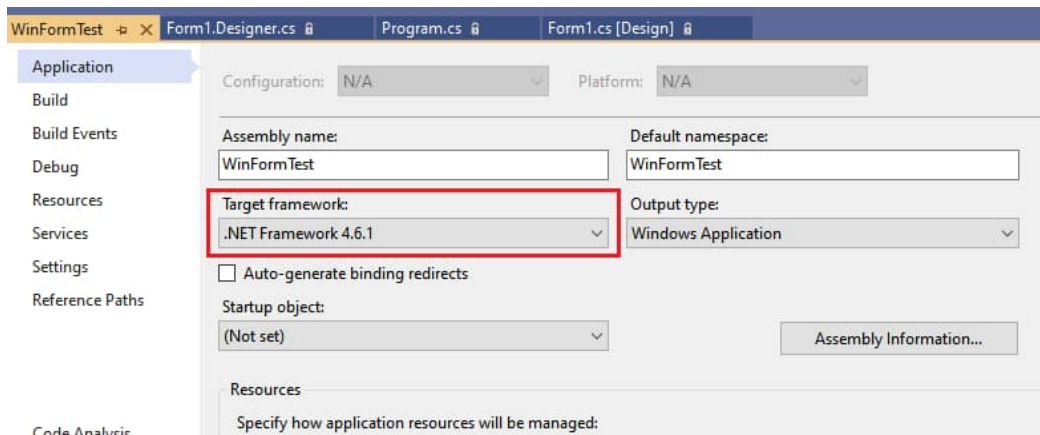 WinFormTest Form1.Designer.cs Program.cs Form1.cs [Design]
Application
Build
Build Events
Debug
Resources
Services
Settings
Reference Paths
Code Analysis
Configuration: N/A Platform: N/A
Assembly name: Default namespace:
WinFormTest WinFormTest
Target framework: Output type:
.NET Framework 4.6.1 Windows Application
Auto-generate binding redirects
Startup object:
(Not set) Assembly Information...
Resources
Specify how application resources will be managed: